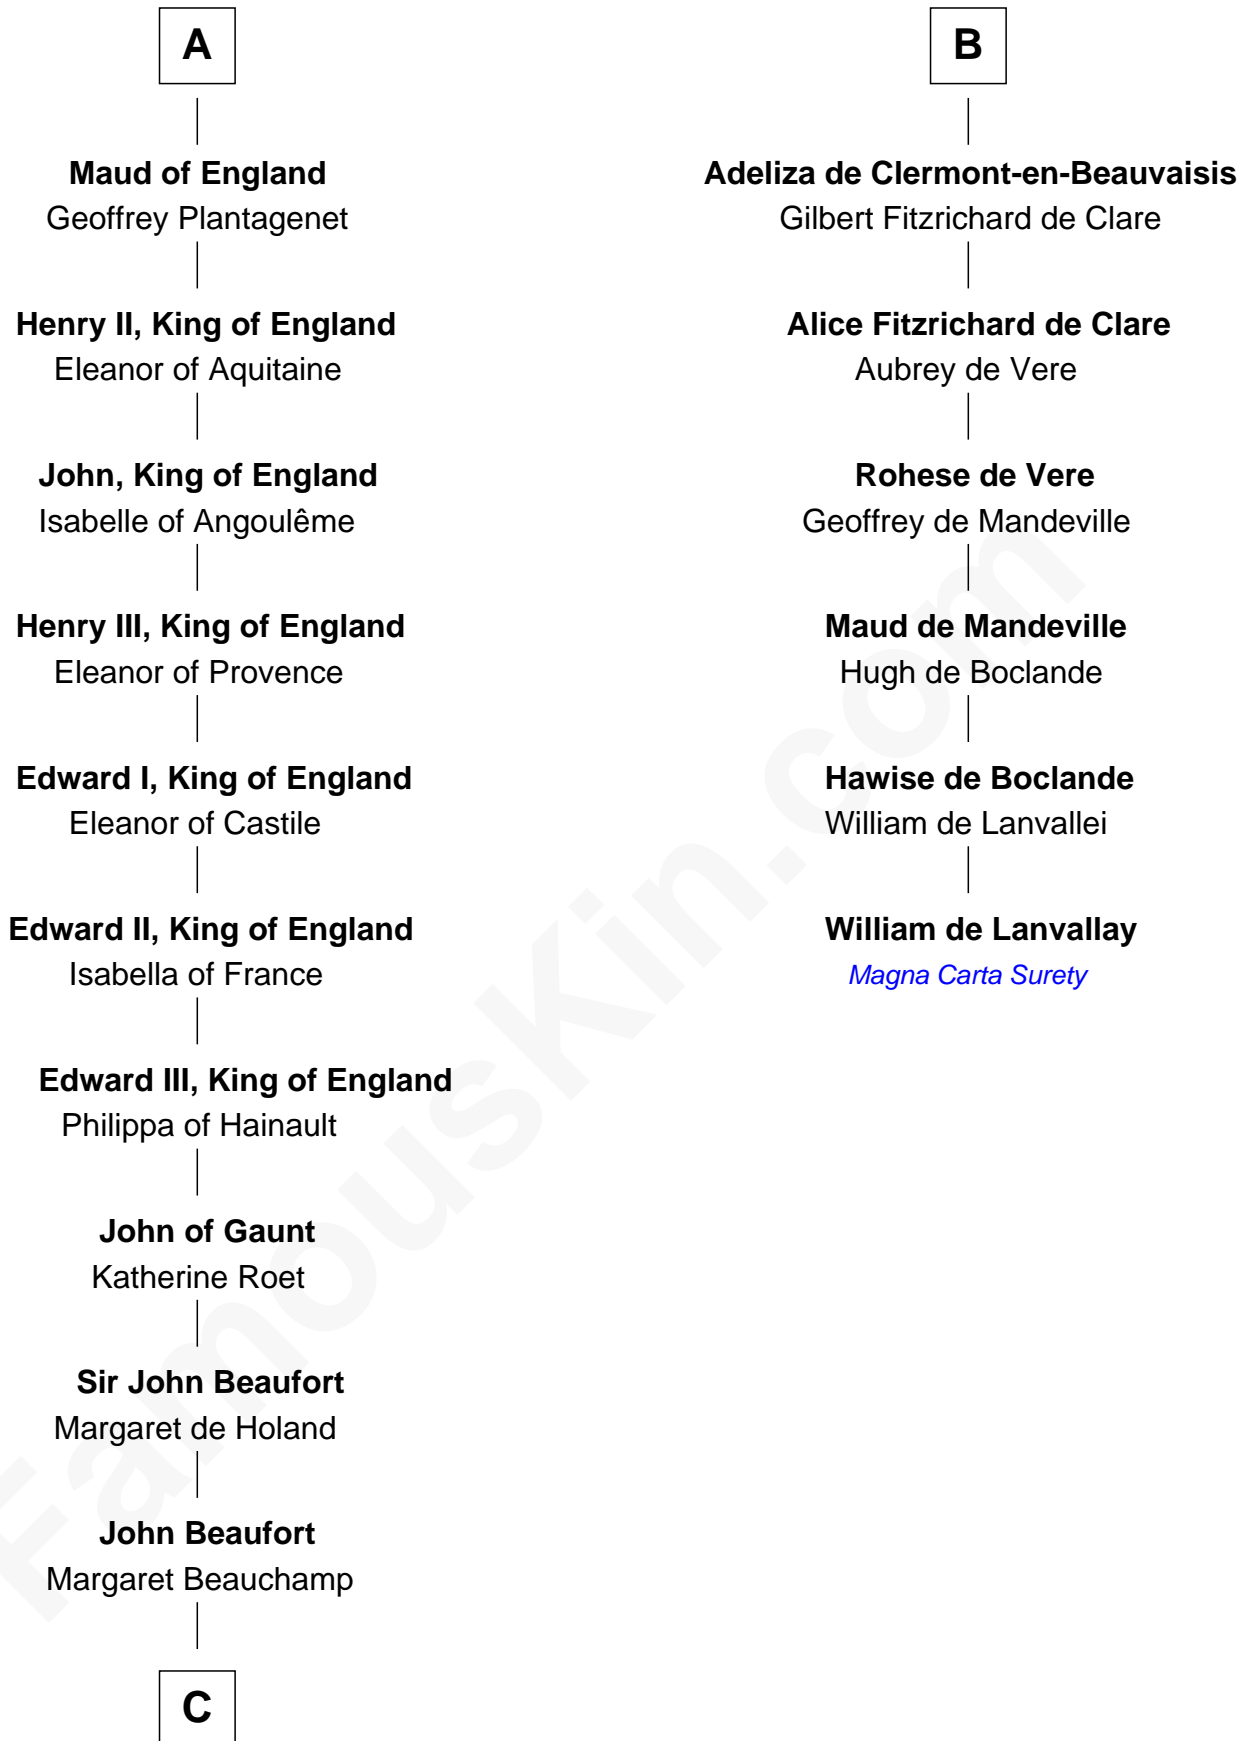 A
Maud of England
Geoffrey Plantagenet
Henry II, King of England
Eleanor of Aquitaine
John, King of England
Isabelle of Angoulême
Henry III, King of England
Eleanor of Provence
Edward I, King of England
Eleanor of Castile
Edward II, King of England
Isabella of France
Edward III, King of England
Philippa of Hainault
John of Gaunt
Katherine Roet
Sir John Beaufort
Margaret de Holand
John Beaufort
Margaret Beauchamp
C
B
Adeliza de Clermont-en-Beauvaisis
Gilbert Fitzrichard de Clare
Alice Fitzrichard de Clare
Aubrey de Vere
Rohese de Vere
Geoffrey de Mandeville
Maud de Mandeville
Hugh de Boclande
Hawise de Boclande
William de Lanvallei
William de Lanvallay
Magna Carta Surety
FamousKin.com